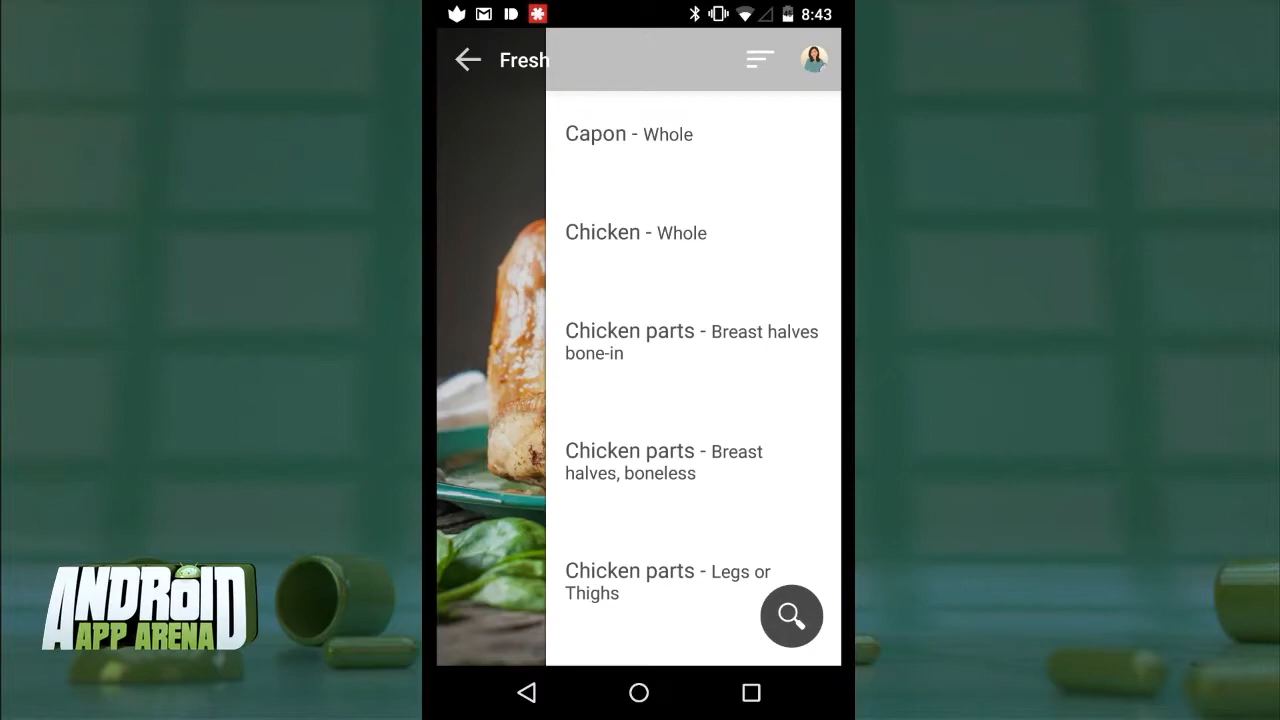 8:43
Fresh
Capon - Whole
Chicken - Whole
Chicken parts - Breast halves
bone-in
Chicken parts - Breast
halves, boneless
Chicken parts - Legs or
Thighs
ANDROID
APP ARENA